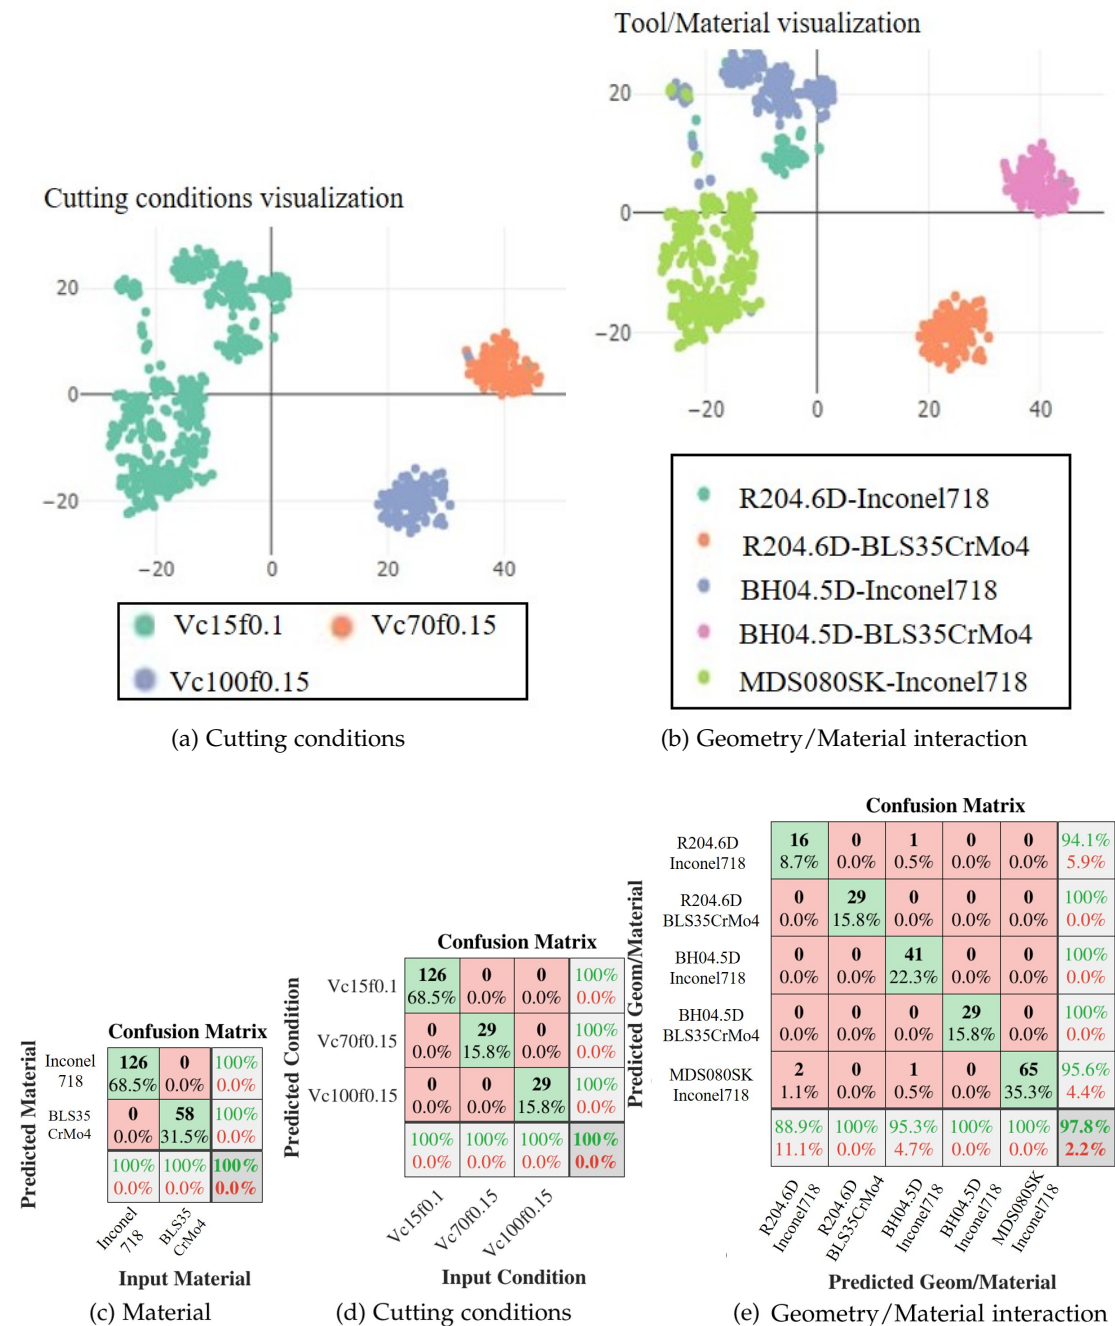 Tool/Material visualization
20
0
−20
−20
0
20
40
Cutting conditions visualization
20
0
−20
−20
0
20
40
Vc15f0.1
Vc70f0.15
Vc100f0.15
(a) Cutting conditions
R204.6D-Inconel718
R204.6D-BLS35CrMo4
BH04.5D-Inconel718
BH04.5D-BLS35CrMo4
MDS080SK-Inconel718
(b) Geometry/Material interaction
Confusion Matrix
Predicted Material
Inconel
718
126 0 100%
68.5% 0.0% 0.0%
BLS35
CrMo4
0 58 100%
0.0% 31.5% 0.0%
100% 100% 100%
0.0% 0.0% 0.0%
Inconel
718
BLS35
CrMo4
Input Material
(c) Material
Confusion Matrix
Predicted Condition
Vc15f0.1
126 0 0 100%
68.5% 0.0% 0.0% 0.0%
Vc70f0.15
0 29 0 100%
0.0% 15.8% 0.0% 0.0%
Vc100f0.15
0 0 29 100%
0.0% 0.0% 15.8% 0.0%
100% 100% 100% 100%
0.0% 0.0% 0.0% 0.0%
Vc15f0.1
Vc70f0.15
Vc100f0.15
Input Condition
(d) Cutting conditions
Confusion Matrix
Predicted Geom/Material
R204.6D
Inconel718
16 0 1 0 0 94.1%
8.7% 0.0% 0.5% 0.0% 0.0% 5.9%
R204.6D
BLS35CrMo4
0 29 0 0 0 100%
0.0% 15.8% 0.0% 0.0% 0.0% 0.0%
BH04.5D
Inconel718
0 0 41 0 0 100%
0.0% 0.0% 22.3% 0.0% 0.0% 0.0%
BH04.5D
BLS35CrMo4
0 0 0 29 0 100%
0.0% 0.0% 0.0% 15.8% 0.0% 0.0%
MDS080SK
Inconel718
2 0 1 0 65 95.6%
1.1% 0.0% 0.5% 0.0% 35.3% 4.4%
88.9% 100% 95.3% 100% 100% 97.8%
11.1% 0.0% 4.7% 0.0% 0.0% 2.2%
R204.6D
Inconel718
R204.6D
BLS35CrMo4
BH04.5D
Inconel718
BH04.5D
Inconel718
MDS080SK
Inconel718
Predicted Geom/Material
(e) Geometry/Material interaction